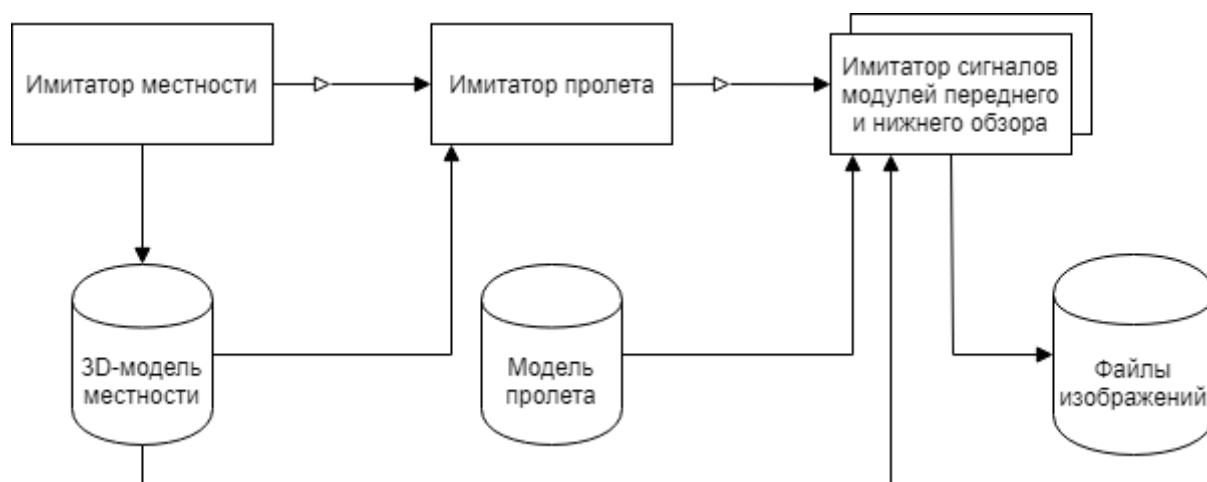 Имитатор местности
Имитатор пролета
Имитатор сигналов
модулей переднего
и нижнего обзора
3D-модель
местности
Модель
пролета
Файлы
изображений